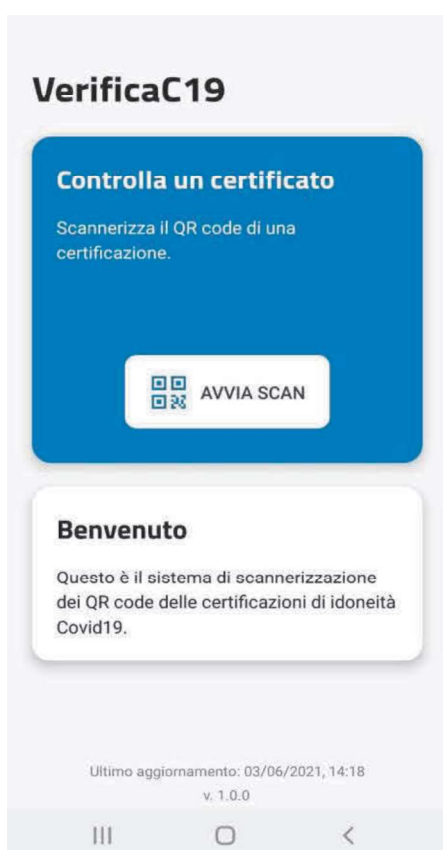 VerificaC19
Controlla un certificato
Scannerizza il QR code di una
certificazione.
AVVIA SCAN
Benvenuto
Questo è il sistema di scannerizzazione
dei QR code delle certificazioni di idoneità
Covid19.
Ultimo aggiornamento: 03/06/2021, 14:18
v. 1.0.0